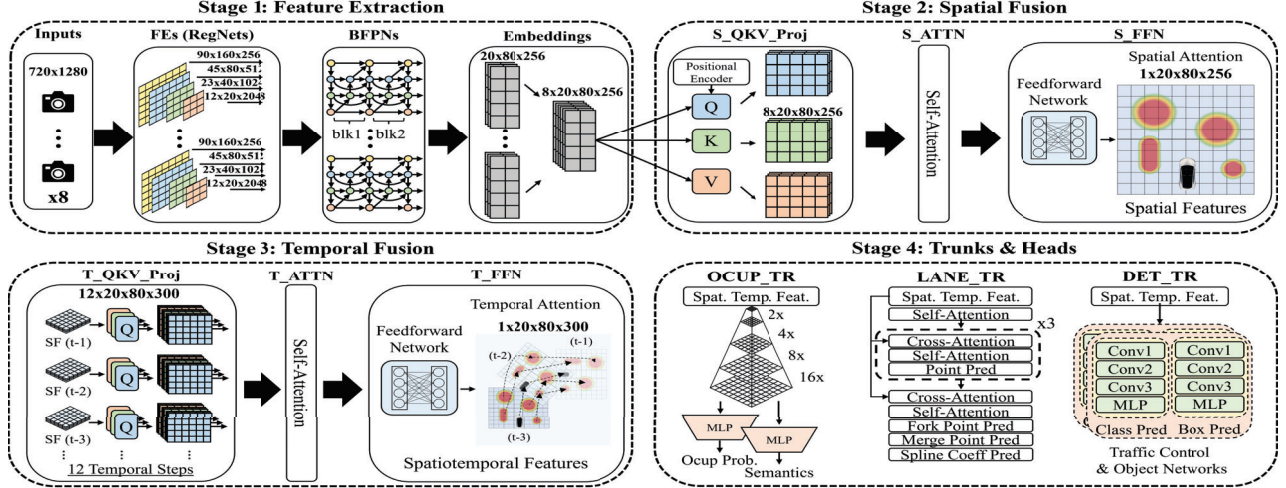 Stage 1: Feature Extraction
Inputs
720x1280
x8
FEs (RegNets)
90x160x256
45x80x51
23x40x102
12x20x2048
90x160x256
45x80x51
23x40x102
12x20x2048
BFPNs
blk1 blk2
Embeddings
20x80x256
8x20x80x256
Stage 2: Spatial Fusion
S_QKV_Proj
Positional
Encoder
Q
K
V
8x20x80x256
S_ATTN
Self-Attention
S_FFN
Feedforward
Network
Spatial Attention
1x20x80x256
Spatial Features
Stage 3: Temporal Fusion
T_QKV_Proj
12x20x80x300
SF (t-1)
Q
SF (t-2)
Q
SF (t-3)
Q
12 Temporal Steps
T_ATTN
Self-Attention
T_FFN
Feedforward
Network
Temporal Attention
1x20x80x300
(t-1)
(t-2)
(t-3)
Spatiotemporal Features
Stage 4: Trunks & Heads
OCUP_TR
Spat. Temp. Feat.
2x
4x
8x
16x
MLP
MLP
Ocup Prob.
Semantics
LANE_TR
Spat. Temp. Feat.
Self-Attention
x3
Cross-Attention
Self-Attention
Point Pred
Cross-Attention
Self-Attention
Fork Point Pred
Merge Point Pred
Spline Coeff Pred
DET_TR
Spat. Temp. Feat.
Conv1 Conv1
Conv2 Conv2
Conv3 Conv3
MLP MLP
Class Pred Box Pred
Traffic Control
& Object Networks